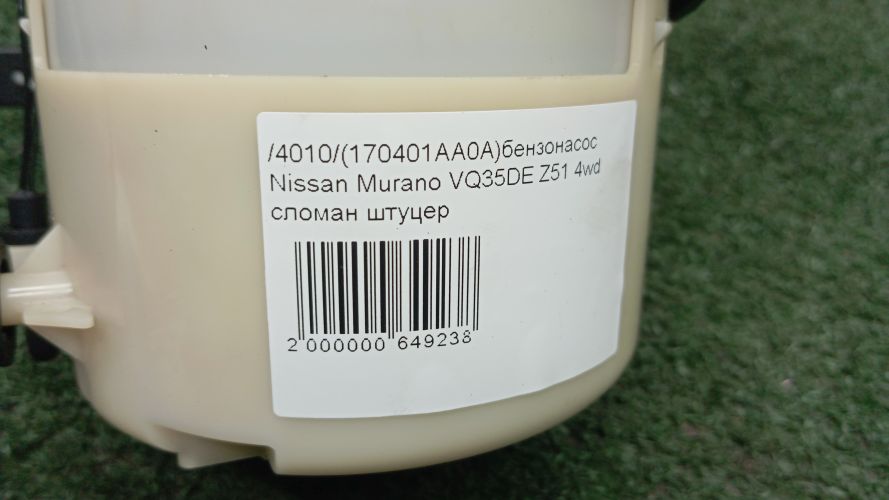 /4010/(170401AA0A)бензонасос
Nissan Murano VQ35DE Z51 4wd
сломан штуцер
2 000000 649238